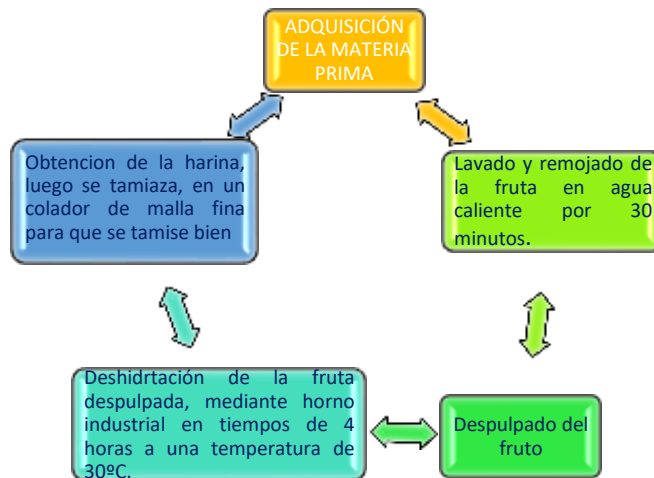 ADQUISICIÓN
DE LA MATERIA
PRIMA
Lavado y remojado de
la fruta en agua
caliente por 30
minutos.
Despulpado del
fruto
Deshidrtación de la fruta
despulpada, mediante horno
industrial en tiempos de 4
horas a una temperatura de
30ºC.
Obtencion de la harina,
luego se tamiaza, en un
colador de malla fina
para que se tamise bien